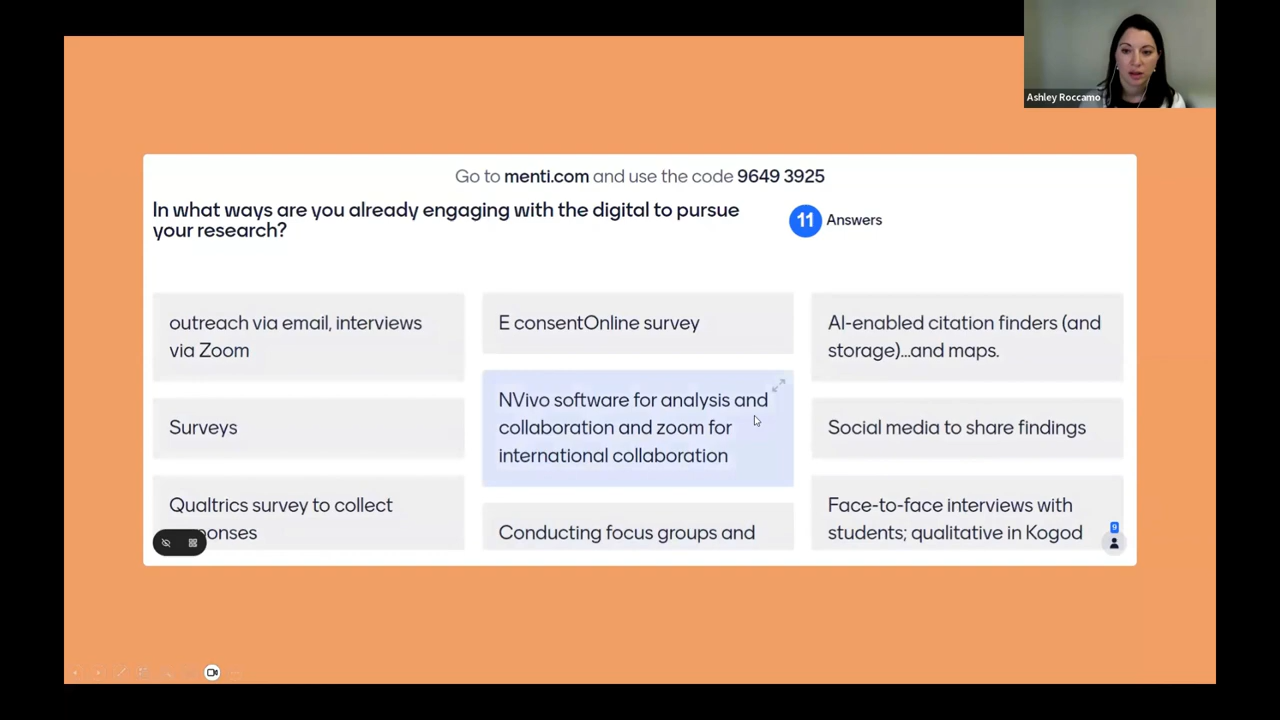 Ashley Roccamo
Go to menti.com and use the code 9649 3925
In what ways are you already engaging with the digital to pursue
your research?
11 Answers
outreach via email, interviews
via Zoom
Surveys
Qualtrics survey to collect
ponses
E consentOnline survey
NVivo software for analysis and
collaboration and zoom for
international collaboration
Conducting focus groups and
AI-enabled citation finders (and
storage)...and maps.
Social media to share findings
Face-to-face interviews with
students; qualitative in Kogod
9